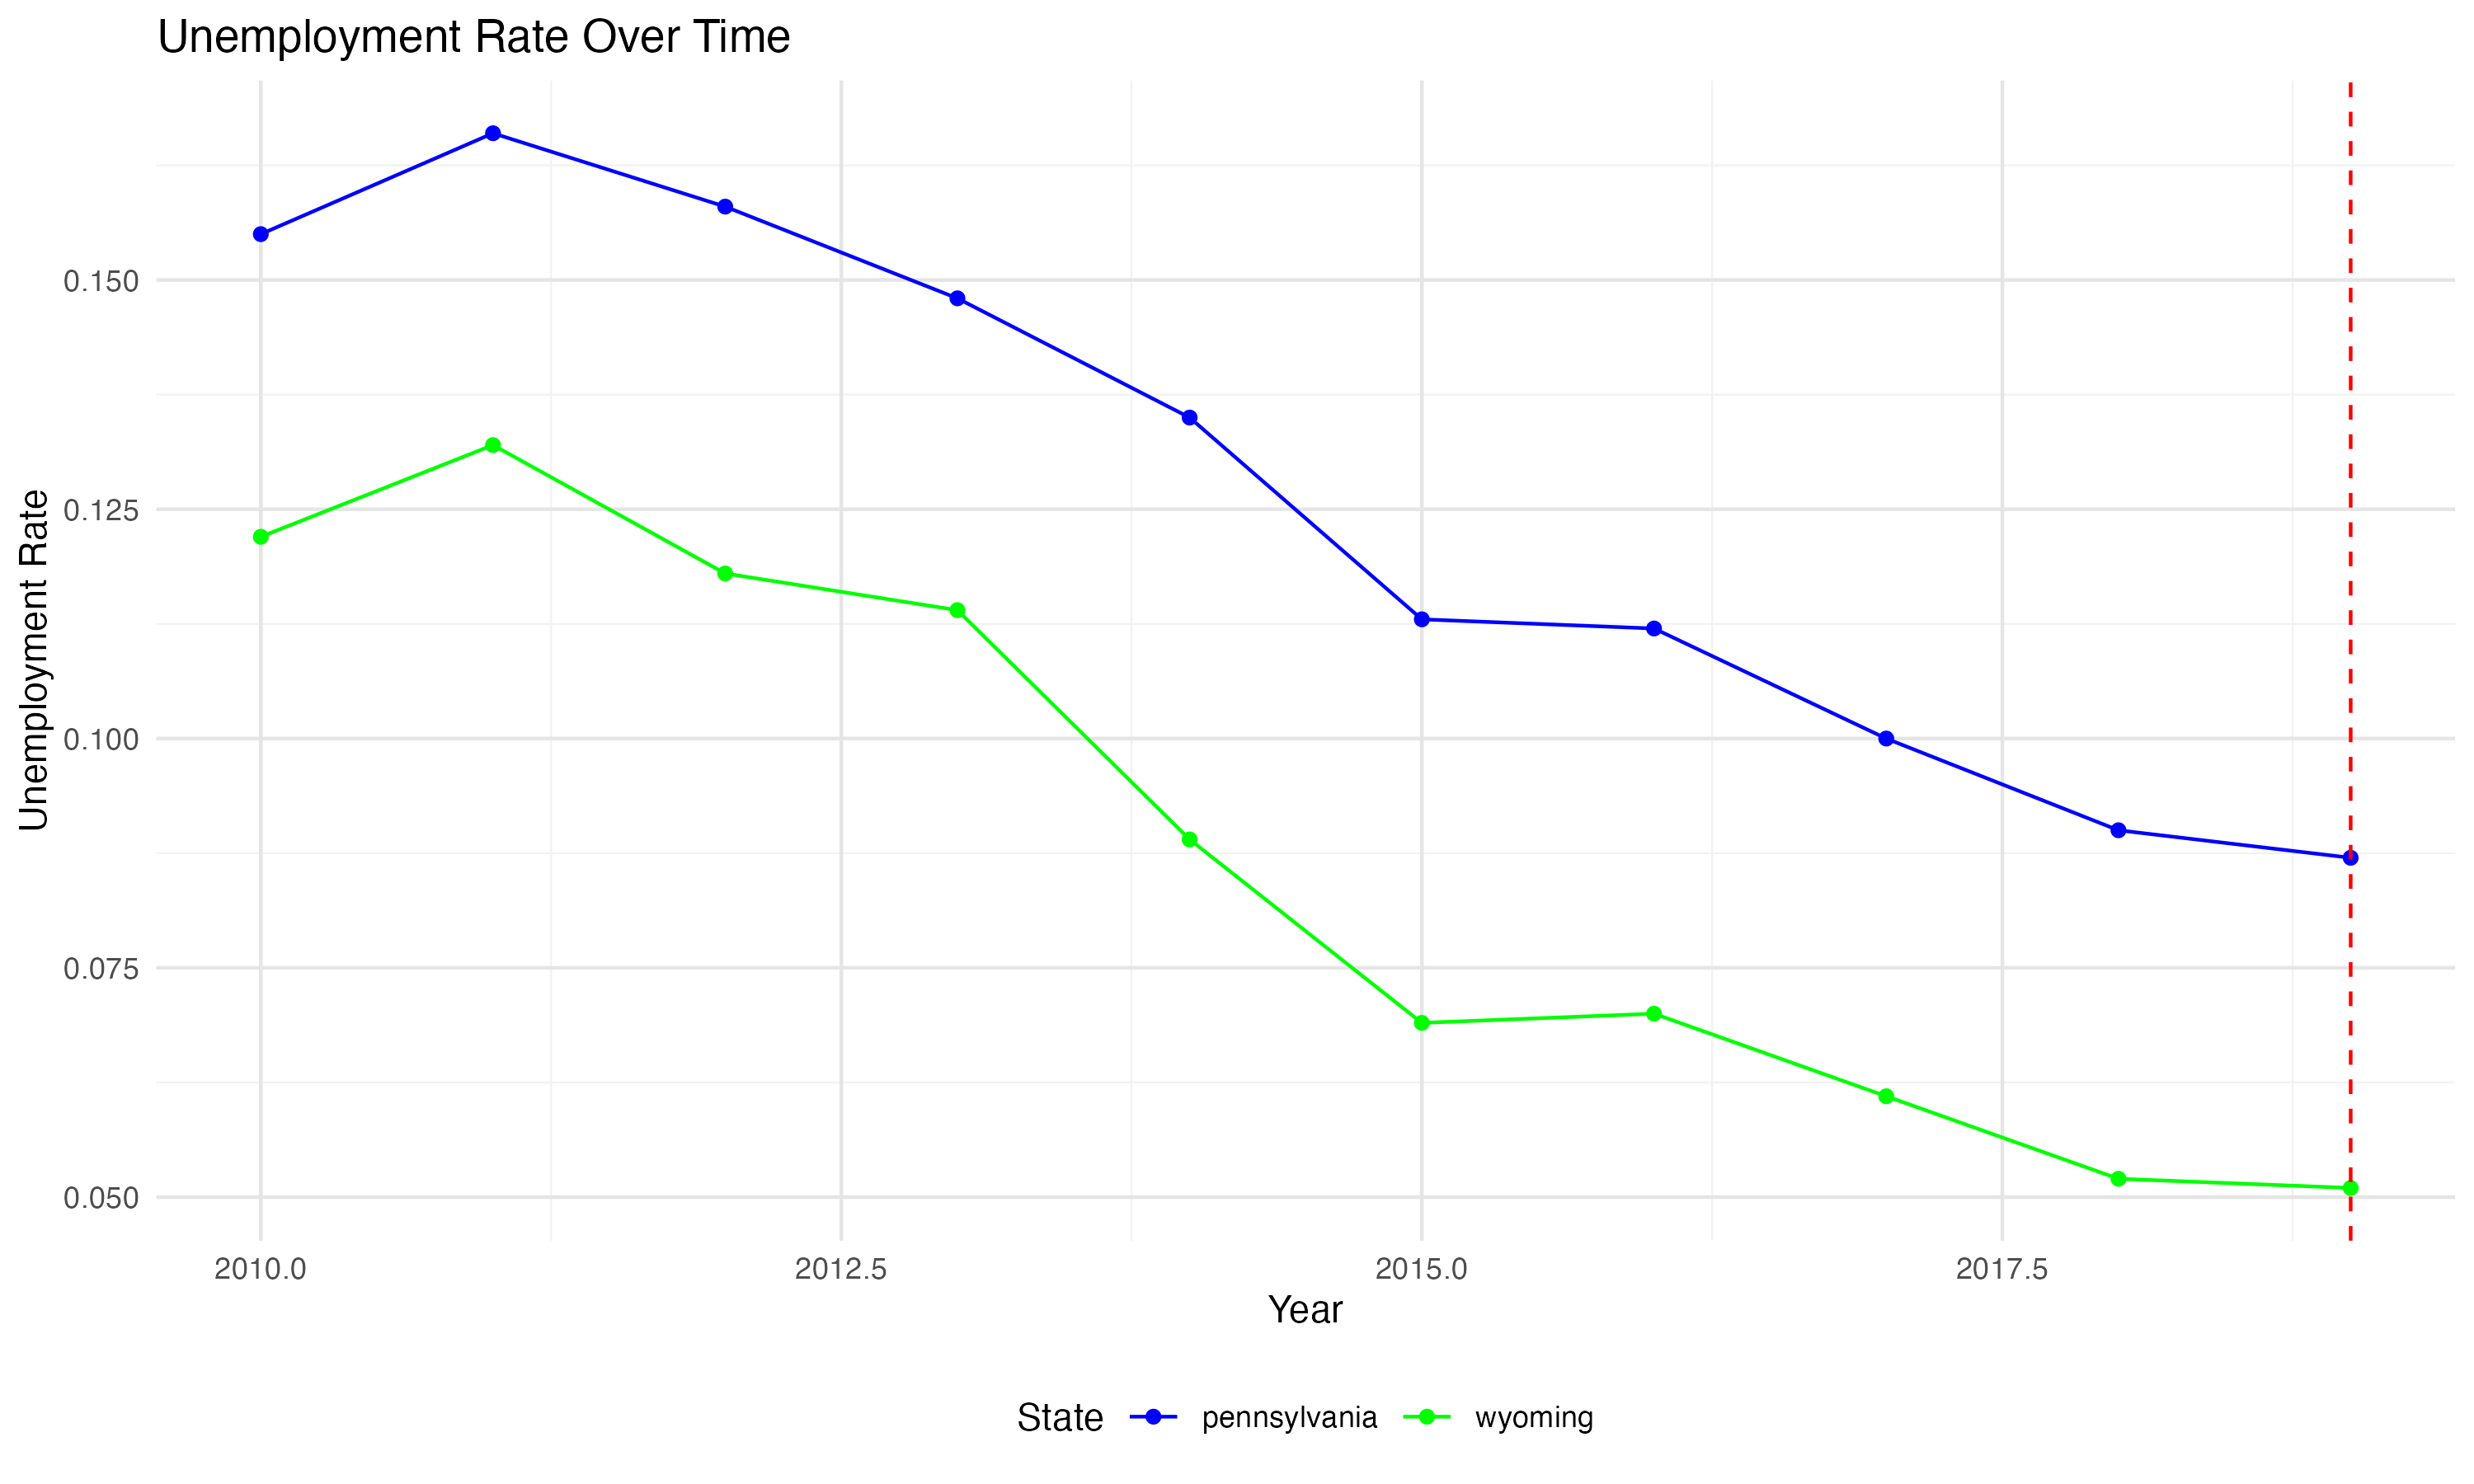 Unemployment Rate Over Time
Unemployment Rate
0.150
0.125
0.100
0.075
0.050
2010.0 2012.5 2015.0 2017.5
Year
State pennsylvania wyoming